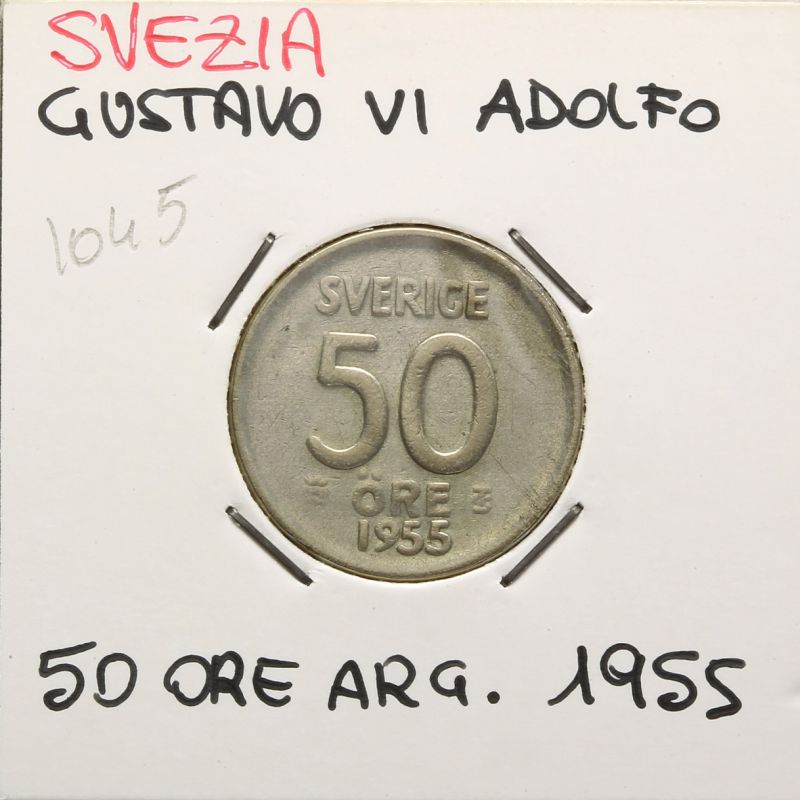 SVEZIA
GUSTAVO VI ADOLFO
1045
SVERIGE
50
ÖRE
1955
50 ORE ARG. 1955